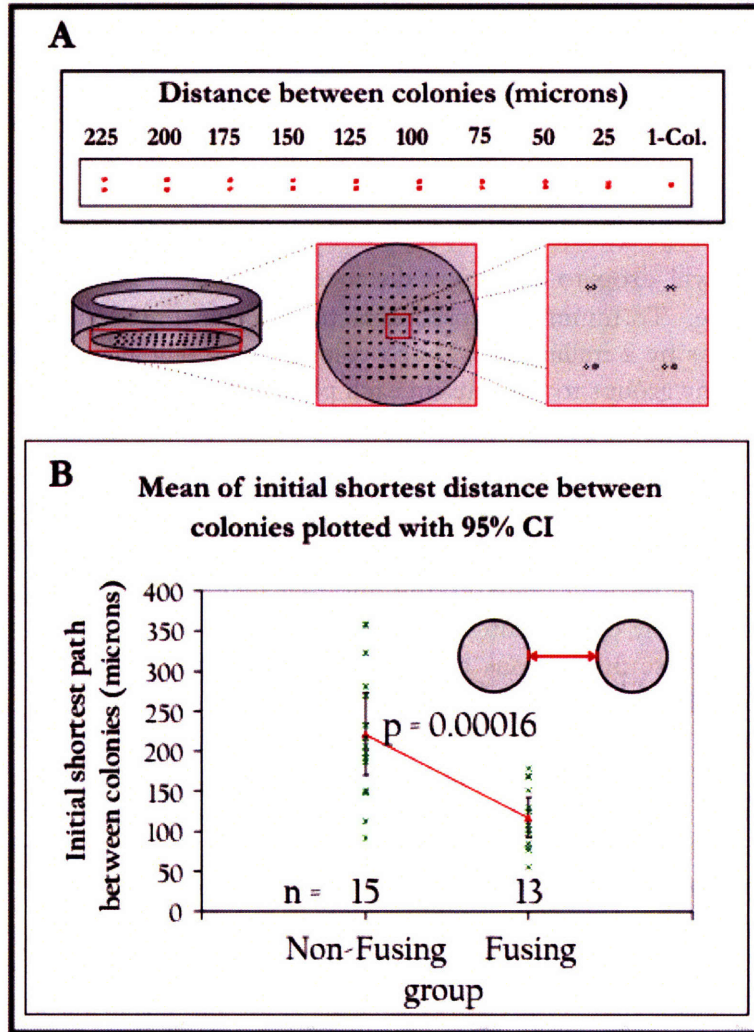 A
Distance between colonies (microns)
225 200 175 150 125 100 75 50 25 1-Col.
B
Mean of initial shortest distance between
colonies plotted with 95% CI
Initial shortest path
between colonies (microns)
400
350
300
250
200
150
100
50
0
p = 0.00016
n = 15 13
Non-Fusing Fusing
group